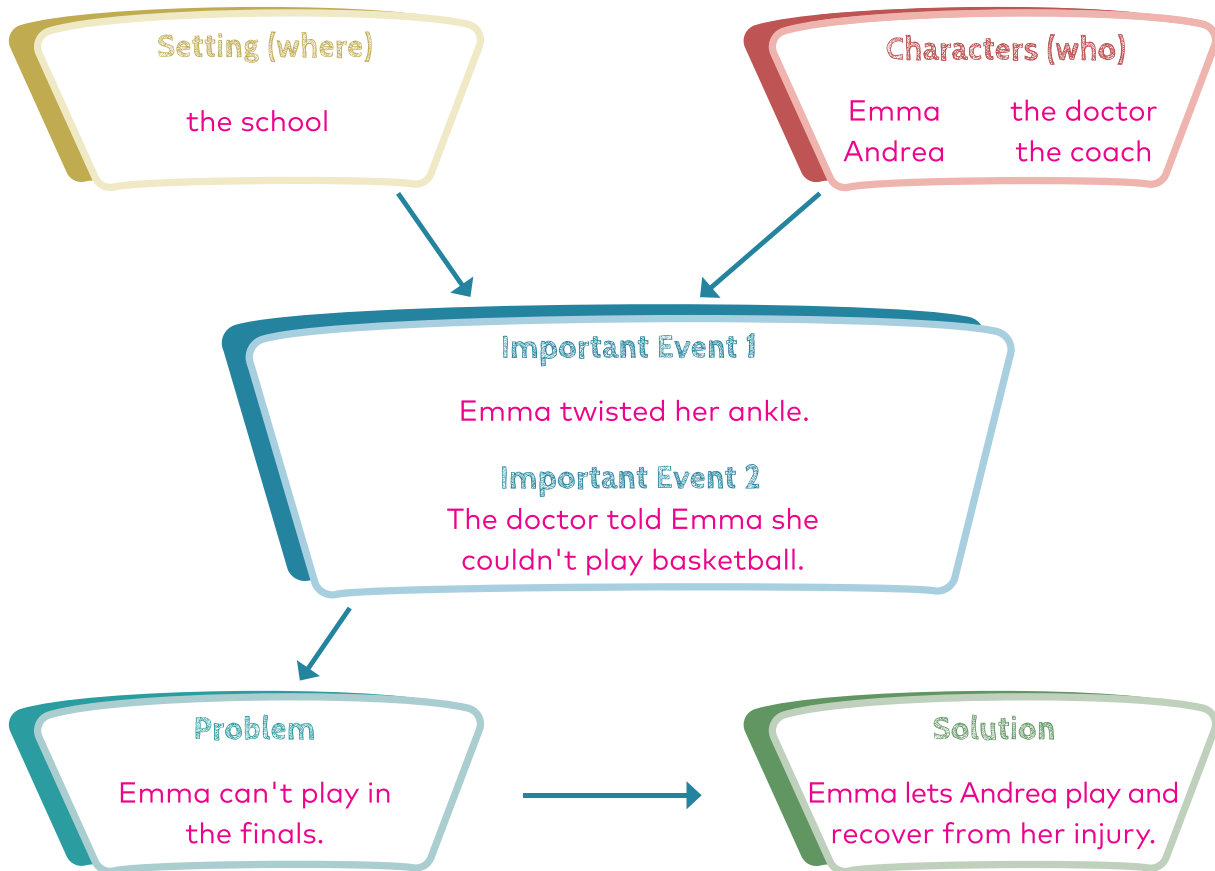 Setting (where)
the school
Characters (who)
Emma the doctor
Andrea the coach
Important Event 1
Emma twisted her ankle.
Important Event 2
The doctor told Emma she
couldn't play basketball.
Problem
Emma can't play in
the finals.
Solution
Emma lets Andrea play and
recover from her injury.